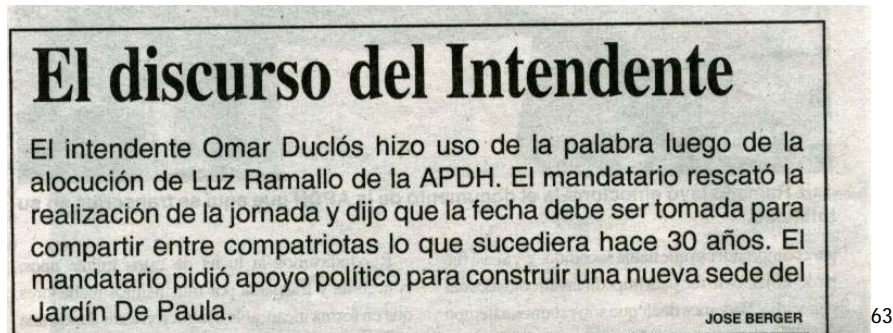 El discurso del Intendente
El intendente Omar Duclós hizo uso de la palabra luego de la
alocución de Luz Ramallo de la APDH. El mandatario rescató la
realización de la jornada y dijo que la fecha debe ser tomada para
compartir entre compatriotas lo que sucediera hace 30 años. El
mandatario pidió apoyo político para construir una nueva sede del
Jardín De Paula.
JOSE BERGER
63